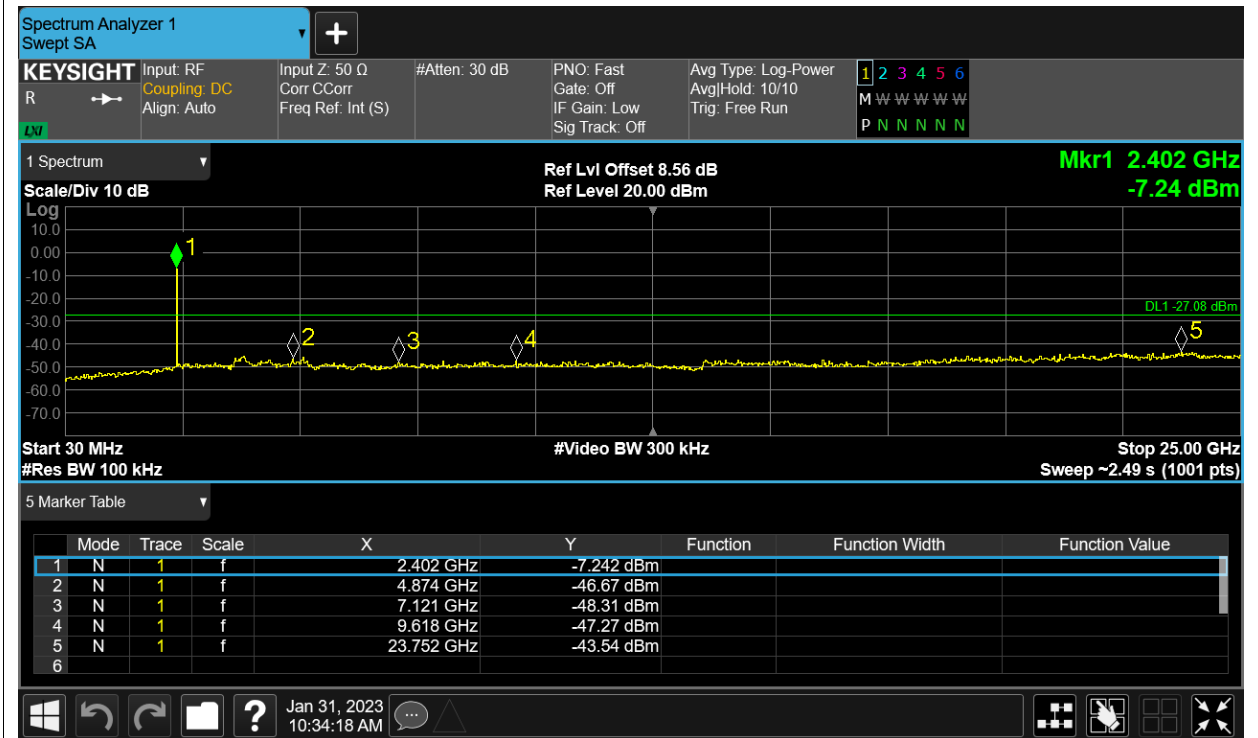 Spectrum Analyzer 1
Swept SA
KEYSIGHT
R
LXI
Input: RF
Coupling: DC
Align: Auto
Input Z: 50 Ω
Corr CCorr
Freq Ref: Int (S)
#Atten: 30 dB
PNO: Fast
Gate: Off
IF Gain: Low
Sig Track: Off
Avg Type: Log-Power
Avg|Hold: 10/10
Trig: Free Run
1 2 3 4 5 6
M W W W W W
P N N N N N
1 Spectrum
Scale/Div 10 dB
Ref Lvl Offset 8.56 dB
Ref Level 20.00 dBm
Mkr1 2.402 GHz
-7.24 dBm
Log
10.0
0.00
-10.0
-20.0
-30.0
-40.0
-50.0
-60.0
-70.0
1
2
3
4
5
DL1 -27.08 dBm
Start 30 MHz
#Res BW 100 kHz
#Video BW 300 kHz
Stop 25.00 GHz
Sweep ~2.49 s (1001 pts)
5 Marker Table
Mode Trace Scale X Y Function Function Width Function Value
1 N 1 f 2.402 GHz -7.242 dBm
2 N 1 f 4.874 GHz -46.67 dBm
3 N 1 f 7.121 GHz -48.31 dBm
4 N 1 f 9.618 GHz -47.27 dBm
5 N 1 f 23.752 GHz -43.54 dBm
6
?
Jan 31, 2023
10:34:18 AM